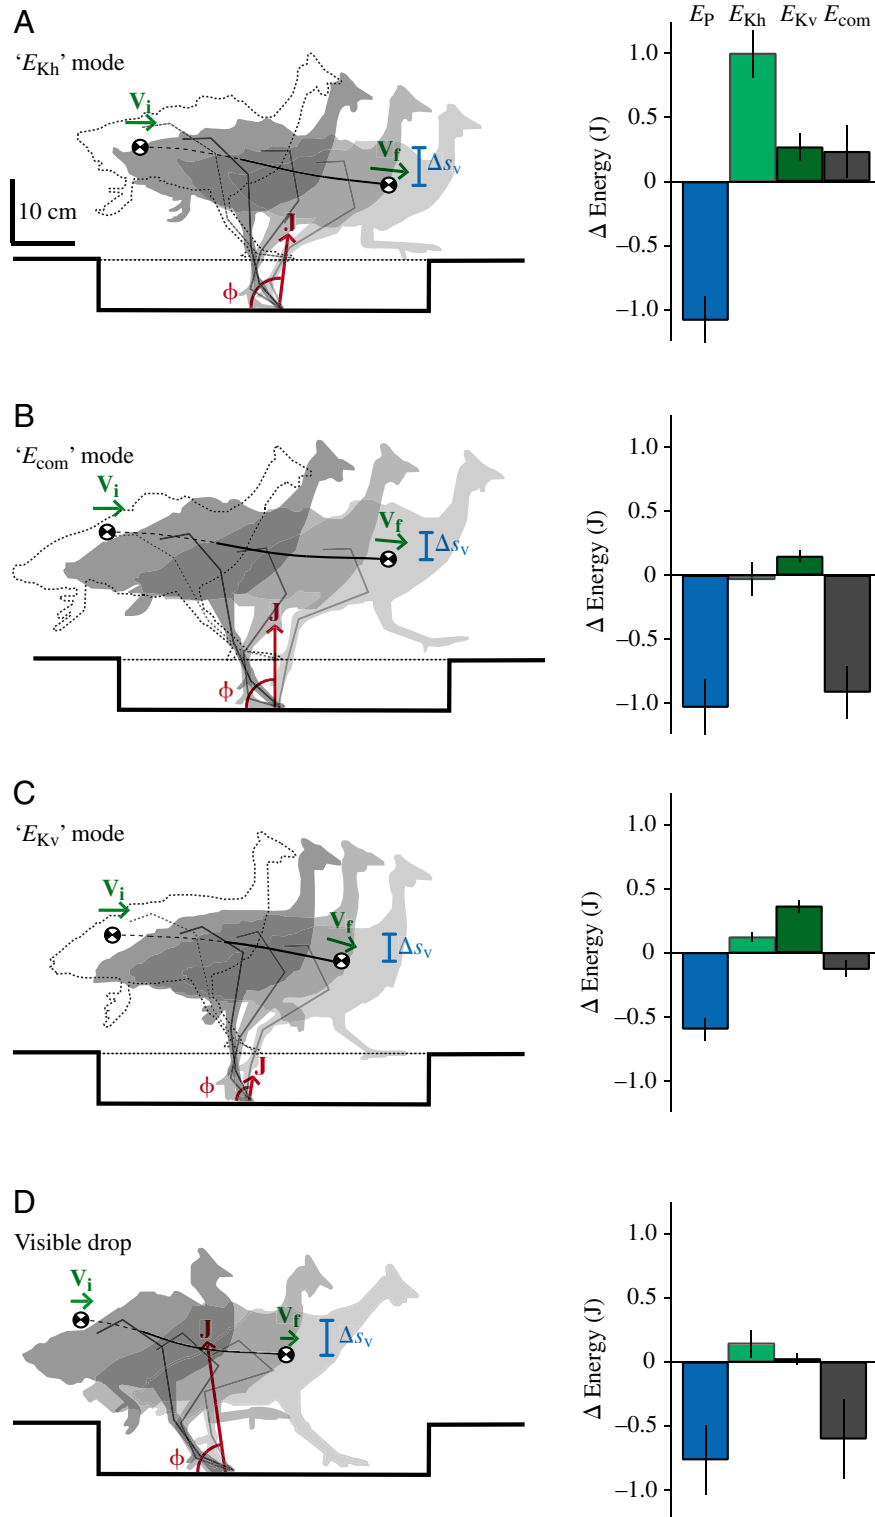 A
‘E_Kh’ mode
V_i
V_f
Δs_v
10 cm
J
ϕ
E_P E_Kh E_Kv E_com
Δ Energy (J)
1.0
0.5
0
−0.5
−1.0
B
‘E_com’ mode
V_i
V_f
Δs_v
J
ϕ
Δ Energy (J)
1.0
0.5
0
−0.5
−1.0
C
‘E_Kv’ mode
V_i
V_f
Δs_v
J
ϕ
Δ Energy (J)
1.0
0.5
0
−0.5
−1.0
D
Visible drop
V_i
V_f
Δs_v
J
ϕ
Δ Energy (J)
1.0
0.5
0
−0.5
−1.0